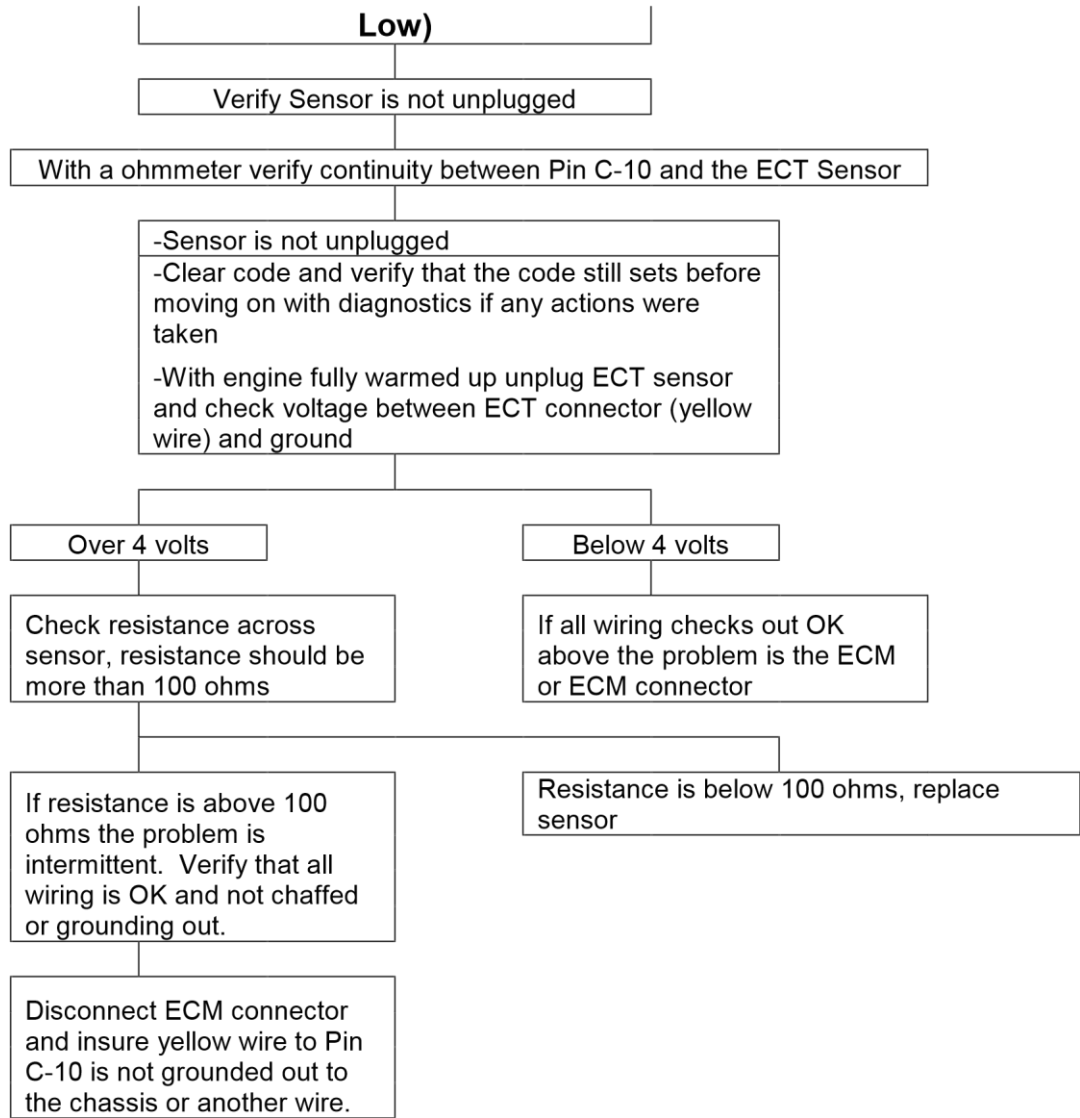 Low)
Verify Sensor is not unplugged
With a ohmmeter verify continuity between Pin C-10 and the ECT Sensor
-Sensor is not unplugged
-Clear code and verify that the code still sets before
moving on with diagnostics if any actions were
taken
-With engine fully warmed up unplug ECT sensor
and check voltage between ECT connector (yellow
wire) and ground
Over 4 volts
Below 4 volts
Check resistance across
sensor, resistance should be
more than 100 ohms
If all wiring checks out OK
above the problem is the ECM
or ECM connector
If resistance is above 100
ohms the problem is
intermittent.  Verify that all
wiring is OK and not chaffed
or grounding out.
Resistance is below 100 ohms, replace
sensor
Disconnect ECM connector
and insure yellow wire to Pin
C-10 is not grounded out to
the chassis or another wire.